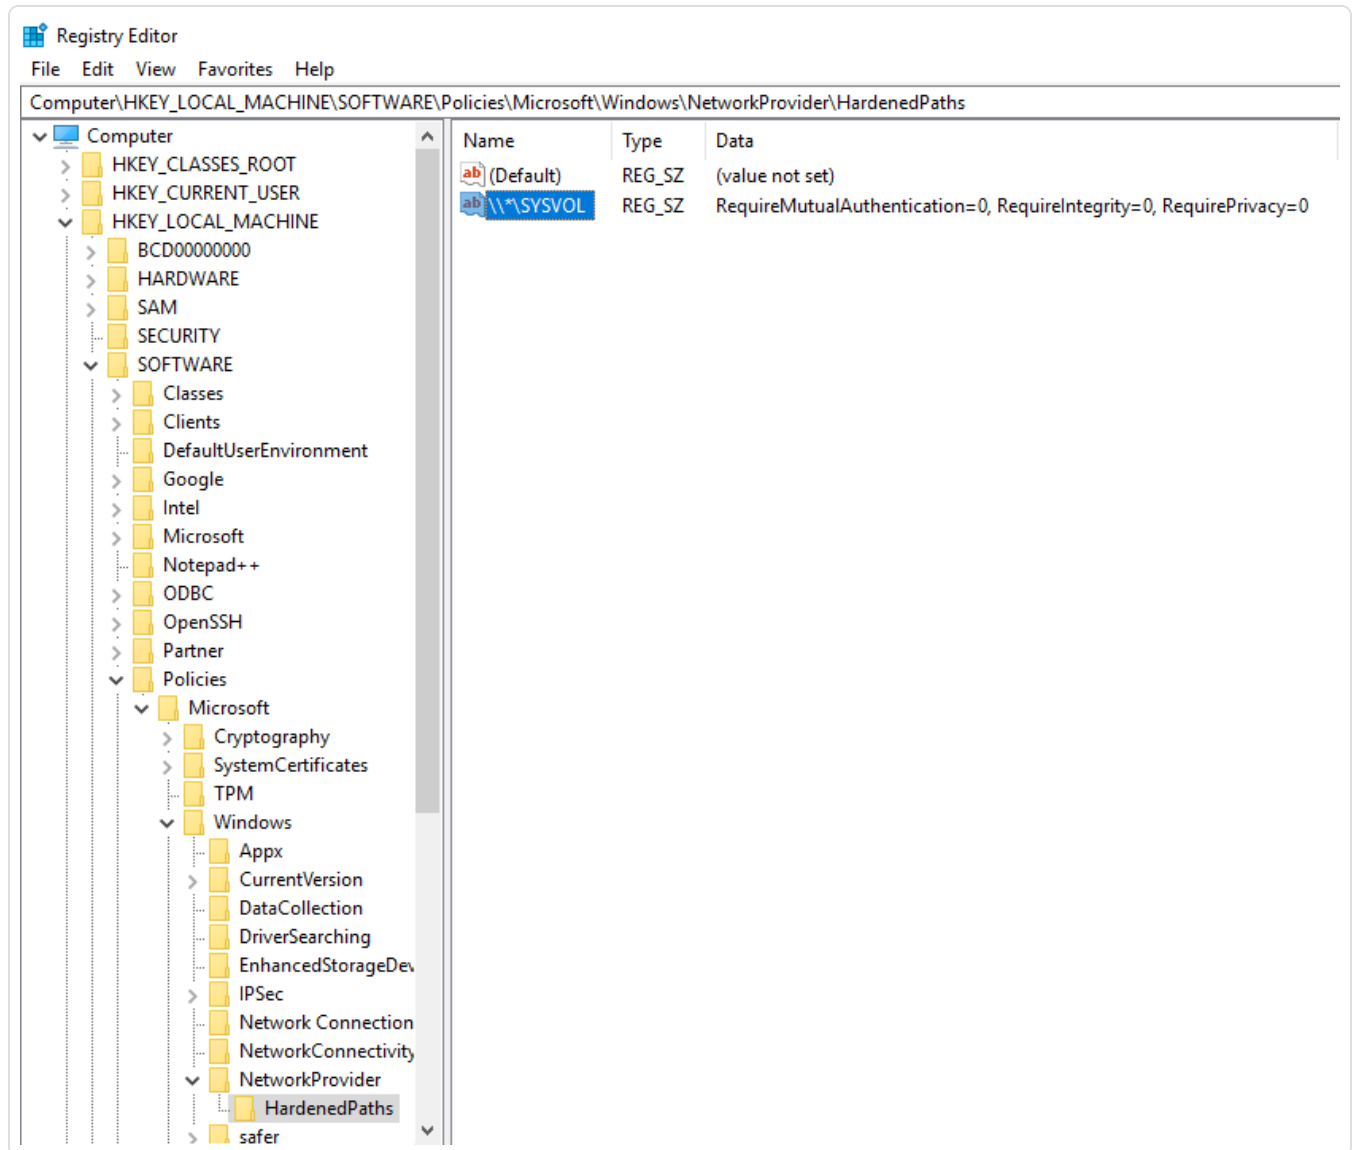 Registry Editor
File Edit View Favorites Help
Computer\HKEY_LOCAL_MACHINE\SOFTWARE\Policies\Microsoft\Windows\NetworkProvider\HardenedPaths
Computer
HKEY_CLASSES_ROOT
HKEY_CURRENT_USER
HKEY_LOCAL_MACHINE
BCD00000000
HARDWARE
SAM
SECURITY
SOFTWARE
Classes
Clients
DefaultUserEnvironment
Google
Intel
Microsoft
Notepad++
ODBC
OpenSSH
Partner
Policies
Microsoft
Cryptography
SystemCertificates
TPM
Windows
Appx
CurrentVersion
DataCollection
DriverSearching
EnhancedStorageDev
IPSec
Network Connection
NetworkConnectivity
NetworkProvider
HardenedPaths
safer
Name Type Data
(Default) REG_SZ (value not set)
\\*\SYSVOL REG_SZ RequireMutualAuthentication=0, RequireIntegrity=0, RequirePrivacy=0